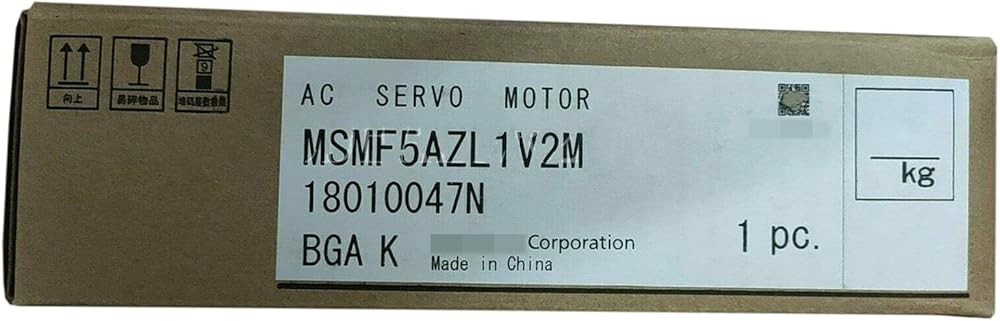 向上
易碎物品
9
堆码层数极限
AC SERVO MOTOR
MSMF5AZL1V2M
18010047N
BGA K
Corporation
Made in China
1 pc.
kg